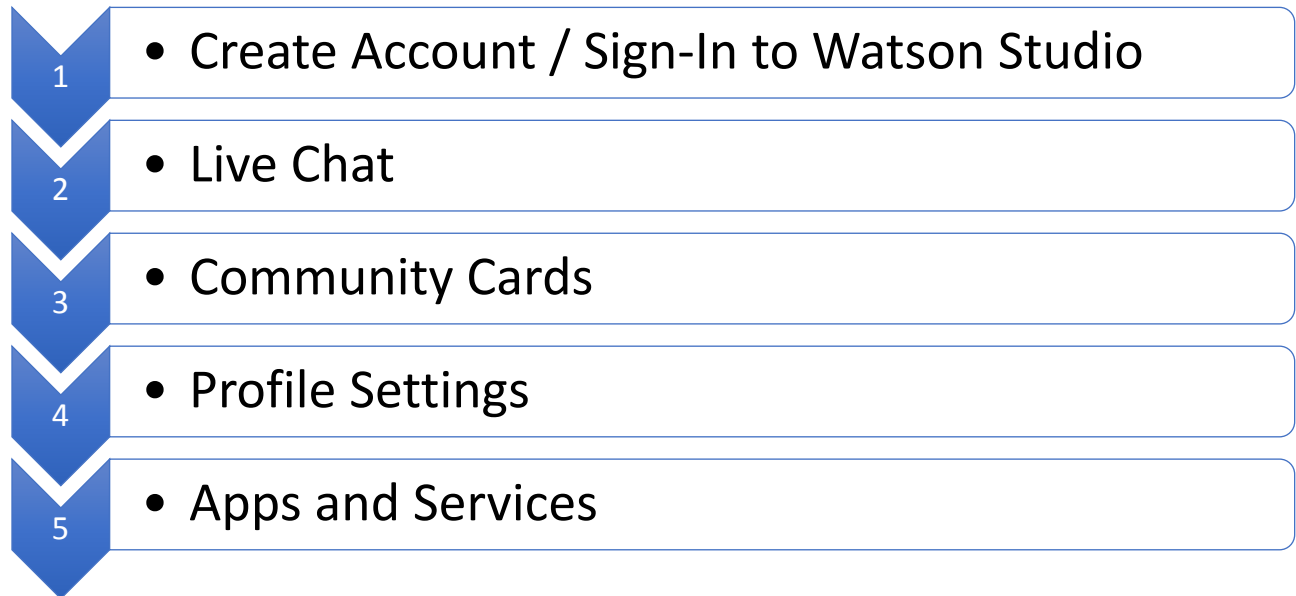 1
• Create Account / Sign-In to Watson Studio
2
• Live Chat
3
• Community Cards
4
• Profile Settings
5
• Apps and Services